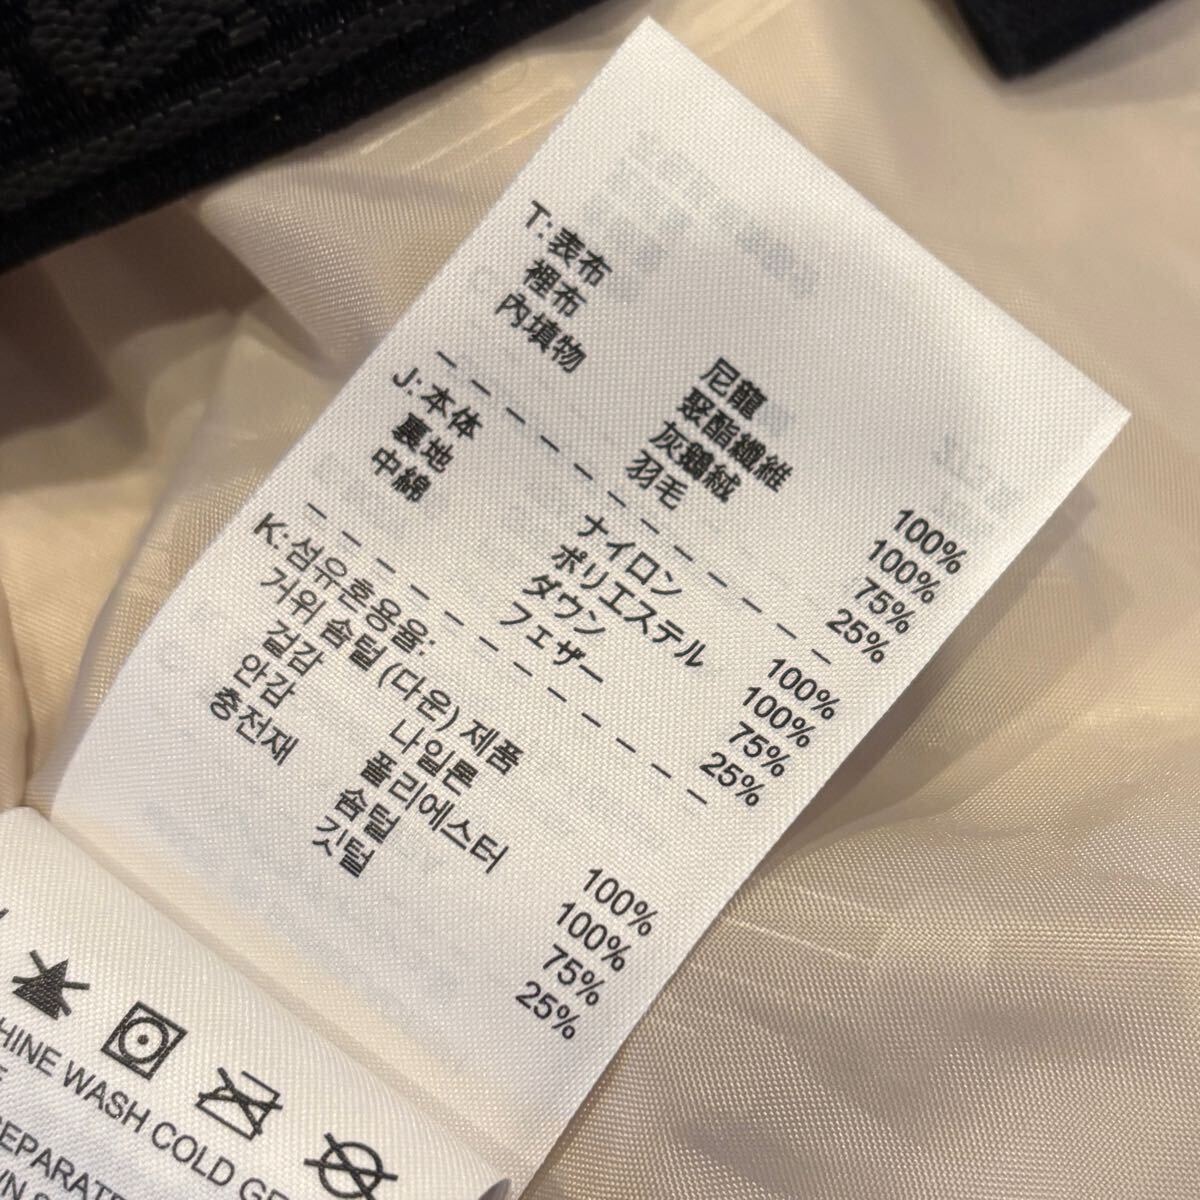 T: 表布 尼龍 100%
裡布 聚酯纖維 100%
內填物 灰鵝絨 75%
羽毛 25%
J: 本体 ナイロン 100%
裏地 ポリエステル 100%
中綿 ダウン 75%
フェザー 25%
K: 섬유혼용율:
거위 솜털 (다운) 제품
겉감 나일론 100%
안감 폴리에스터 100%
충전재 솜털 75%
깃털 25%
HINE WASH COLD GE
EPARATE